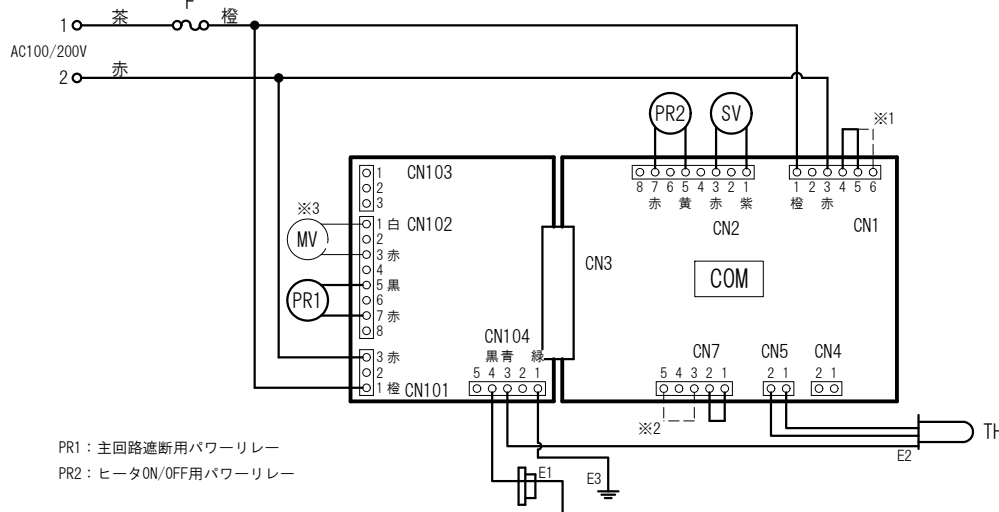 F
1 茶 橙
AC100/200V
2 赤
PR2 SV ※1
8 7 6 5 4 3 2 1
1 2 3 4 5 6
赤 黄 赤 紫
橙 赤
CN2
CN1
CN3
COM
CN103
1
2
3
※3
MV
CN102
1 白
2
3 赤
4
5 黒
6
7 赤
8
PR1
CN101
3 赤
2
1 橙
CN104
黒 青 緑
5 4 3 2 1
CN7
5 4 3 2 1
CN5
2 1
CN4
2 1
※2
TH
E2
E1
E3
PR1：主回路遮断用パワーリレー
PR2：ヒータON/OFF用パワーリレー